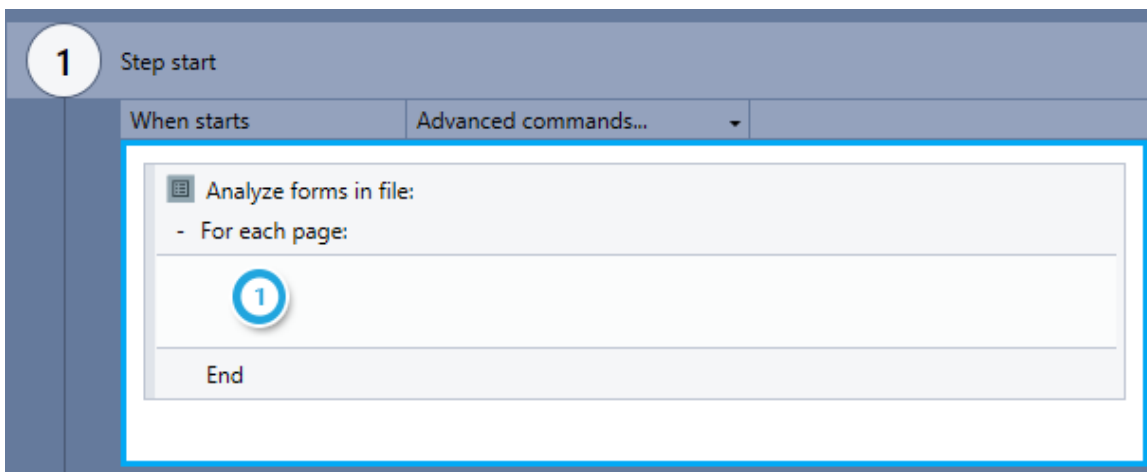 1 Step start
When starts Advanced commands...
Analyze forms in file:
- For each page:
1
End